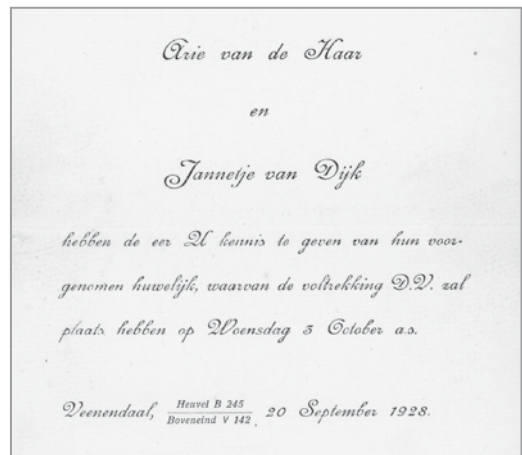 Arie van de Haar
en
Jannetje van Dijk
hebben de eer U kennis te geven van hun voor-
genomen huwelijk, waarvan de voltrekking D.V. zal
plaats hebben op Woensdag 3 October a.s.
Veenendaal, Heuvel B 245
Boveneind V 142, 20 September 1928.